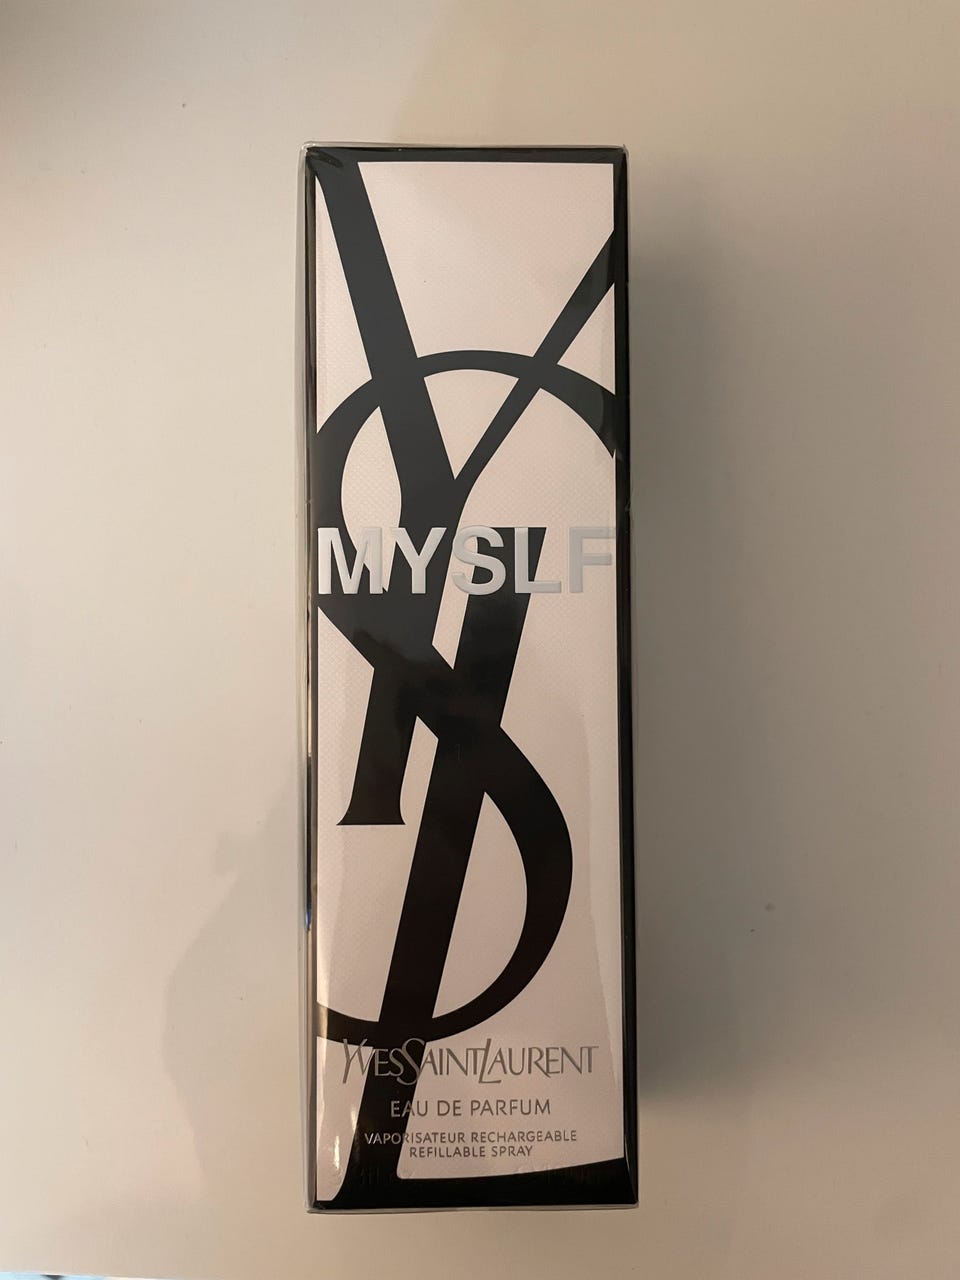 MYSLF
YVESSAINTLAURENT
EAU DE PARFUM
VAPORISATEUR RECHARGEABLE
REFILLABLE SPRAY